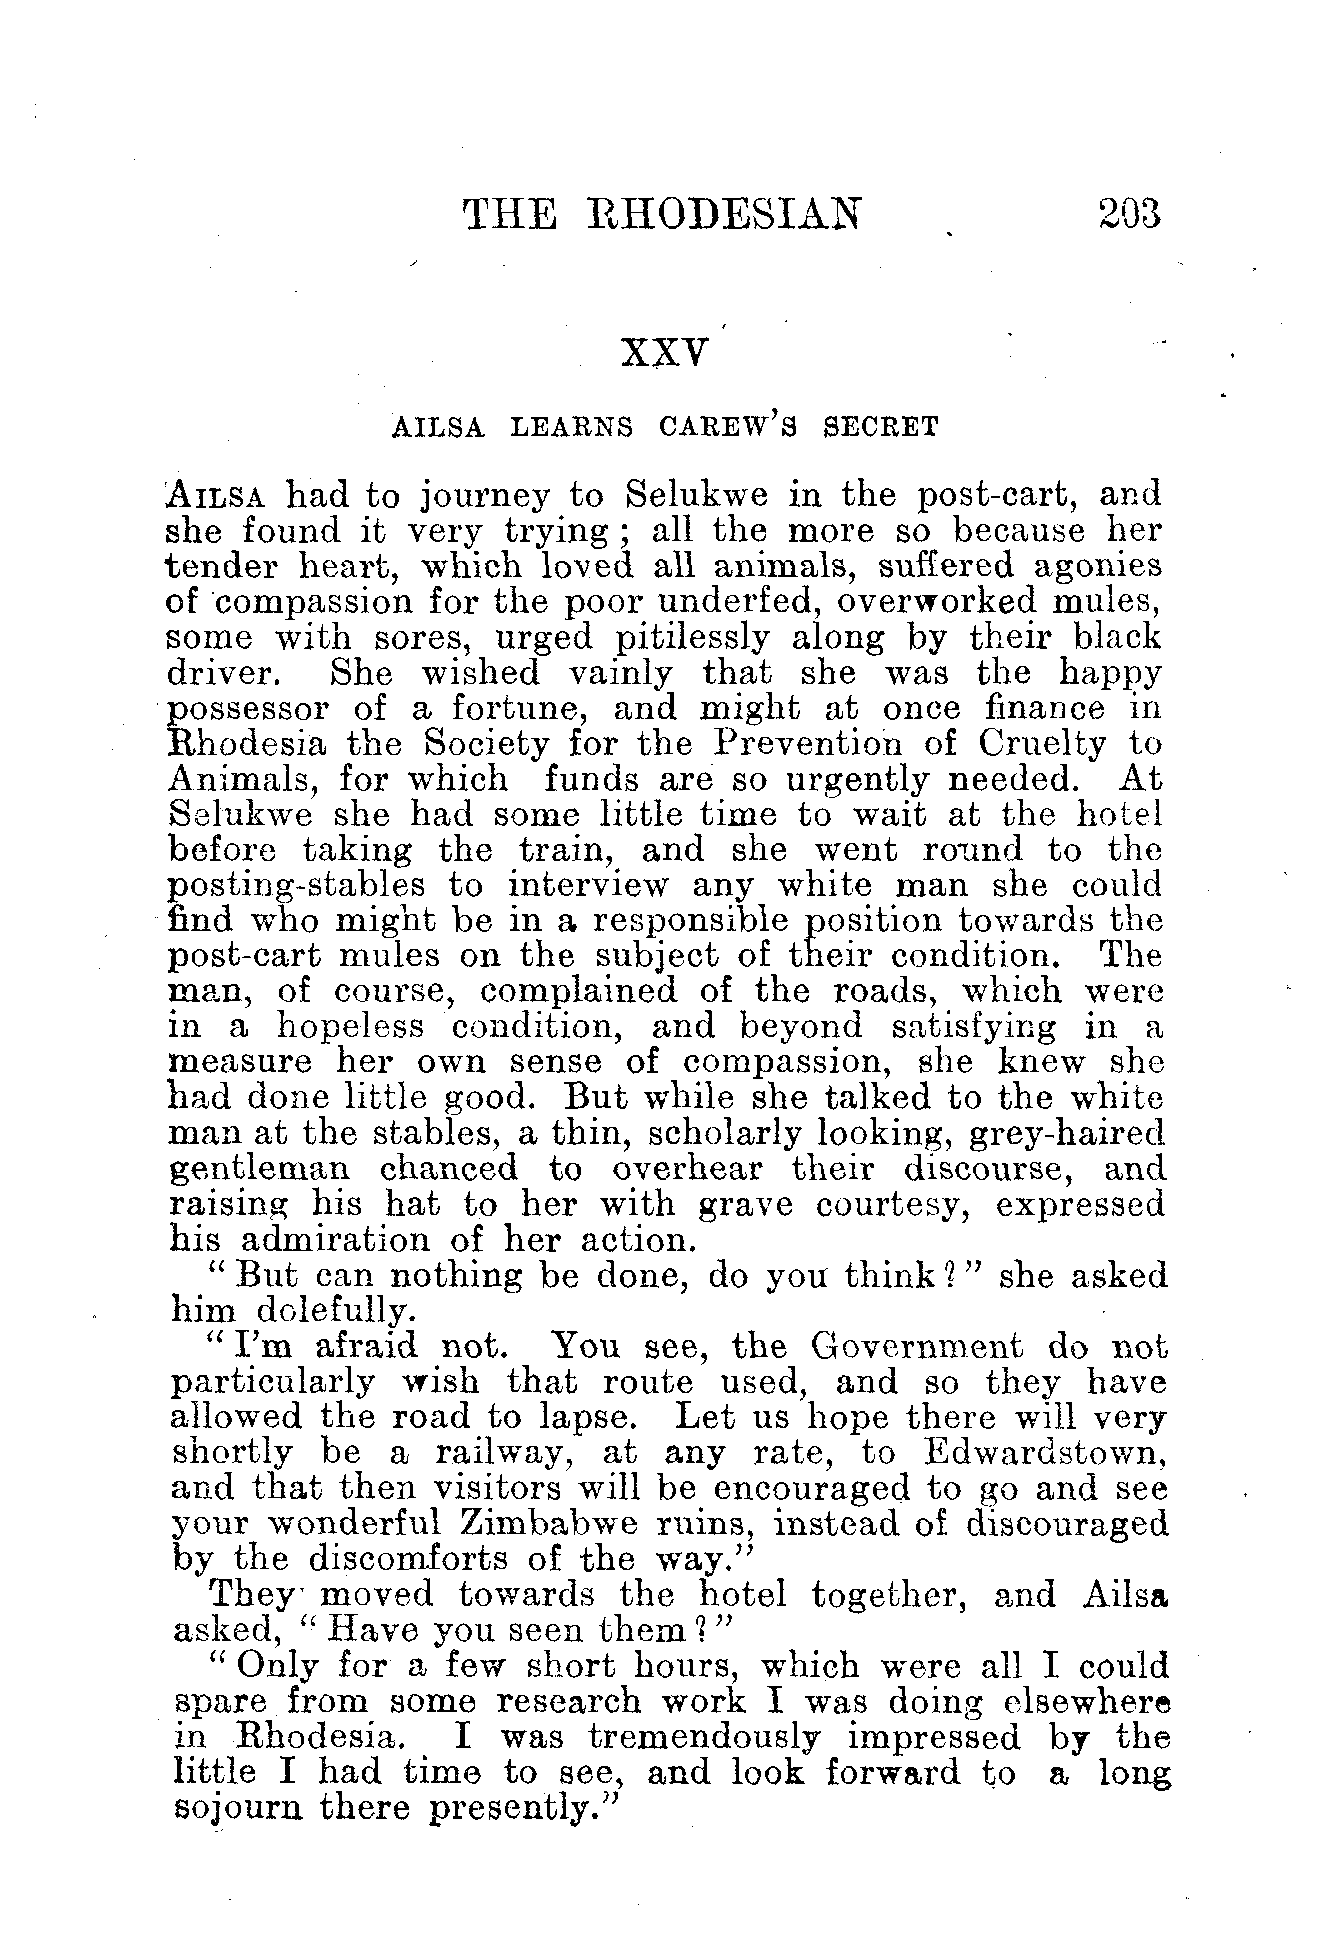 THE RHODESIAN 203
XXV
AILSA LEARNS CAREW'S SECRET
AILSA had to journey to Selukwe in the post-cart, and
she found it very trying ; all the more so because her
tender heart, which loved all animals, suffered agonies
of compassion for the poor underfed, overworked mules,
some with sores, urged pitilessly along by their black
driver. She wished vainly that she was the happy
possessor of a fortune, and might at once finance in
Rhodesia the Society for the Prevention of Cruelty to
Animals, for which funds are so urgently needed. At
Selukwe she had some little time to wait at the hotel
before taking the train, and she went round to the
posting-stables to interview any white man she could
find who might be in a responsible position towards the
post-cart mules on the subject of their condition. The
man, of course, complained of the roads, which were
in a hopeless condition, and beyond satisfying in a
measure her own sense of compassion, she knew she
had done little good. But while she talked to the white
man at the stables, a thin, scholarly looking, grey-haired
gentleman chanced to overhear their discourse, and
raising his hat to her with grave courtesy, expressed
his admiration of her action.
"But can nothing be done, do you think?" she asked
him dolefully.
"I'm afraid not. You see, the Government do not
particularly wish that route used, and so they have
allowed the road to lapse. Let us hope there will very
shortly be a railway, at any rate, to Edwardstown,
and that then visitors will be encouraged to go and see
your wonderful Zimbabwe ruins, instead of discouraged
by the discomforts of the way."
They moved towards the hotel together, and Ailsa
asked, "Have you seen them?"
"Only for a few short hours, which were all I could
spare from some research work I was doing elsewhere
in Rhodesia. I was tremendously impressed by the
little I had time to see, and look forward to a long
sojourn there presently."